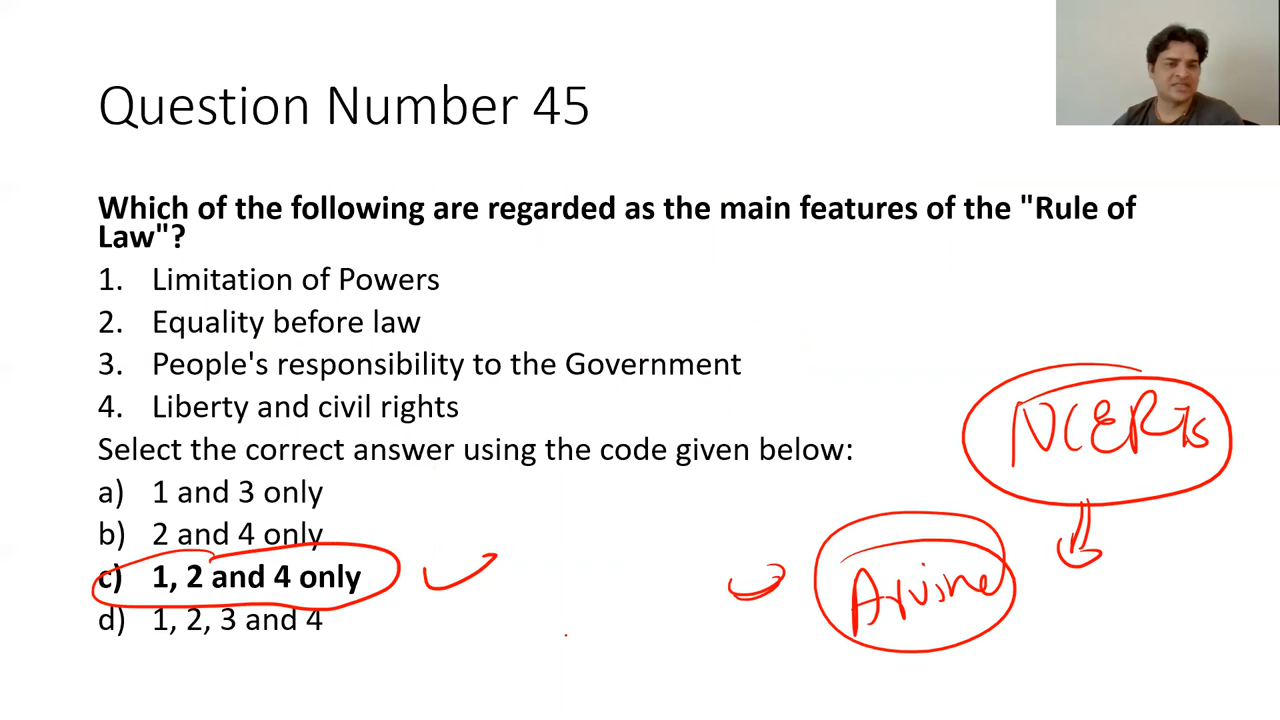 Question Number 45
Which of the following are regarded as the main features of the "Rule of
Law"?
1. Limitation of Powers
2. Equality before law
3. People's responsibility to the Government
4. Liberty and civil rights
Select the correct answer using the code given below:
a) 1 and 3 only
b) 2 and 4 only
c) 1, 2 and 4 only
d) 1, 2, 3 and 4
NCERTs